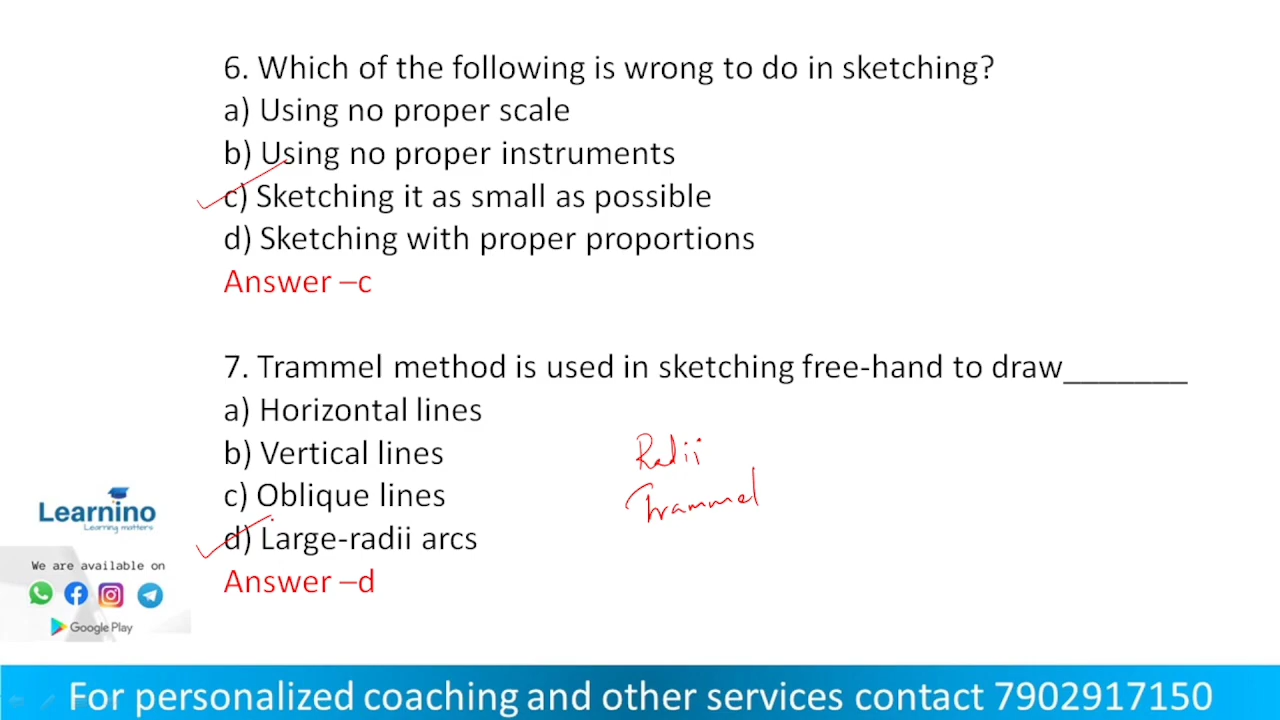 6. Which of the following is wrong to do in sketching?
a) Using no proper scale
b) Using no proper instruments
c) Sketching it as small as possible
d) Sketching with proper proportions
Answer –c
7. Trammel method is used in sketching free-hand to draw_______
a) Horizontal lines
b) Vertical lines
c) Oblique lines
d) Large-radii arcs
Answer –d
Radii
Trammel
Learnino
Learning matters
We are available on
Google Play
For personalized coaching and other services contact 7902917150